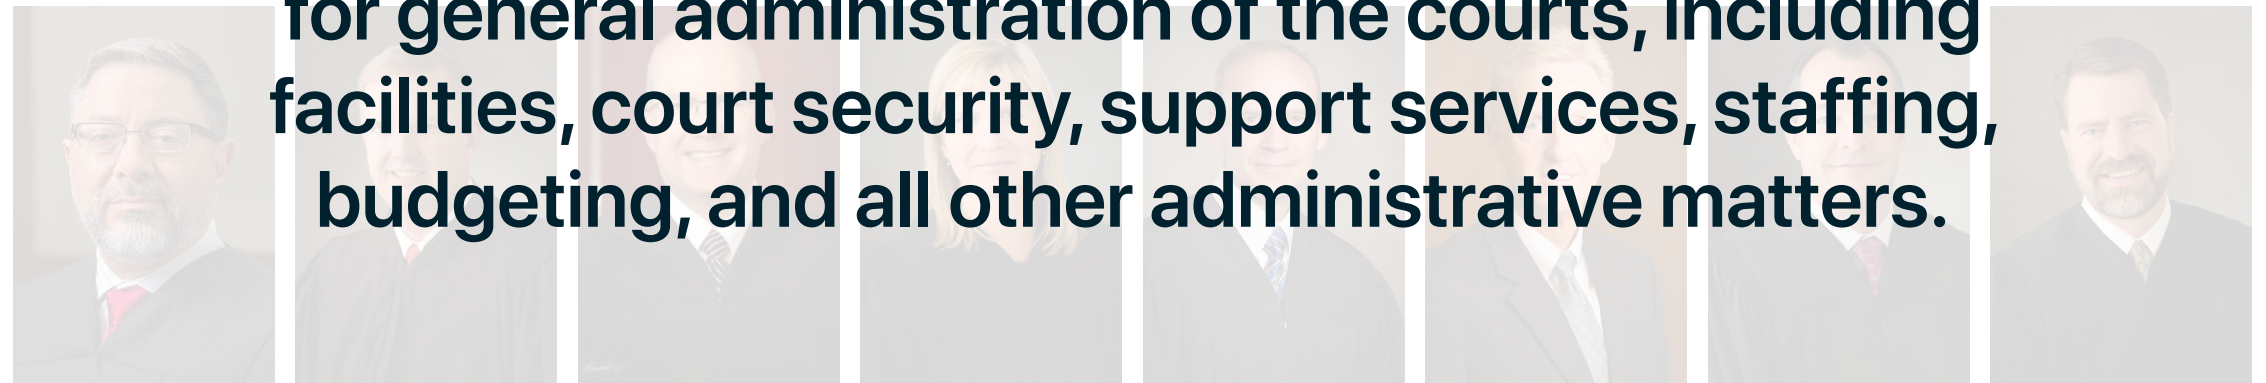 for general administration of the courts, including
facilities, court security, support services, staffing,
budgeting, and all other administrative matters.